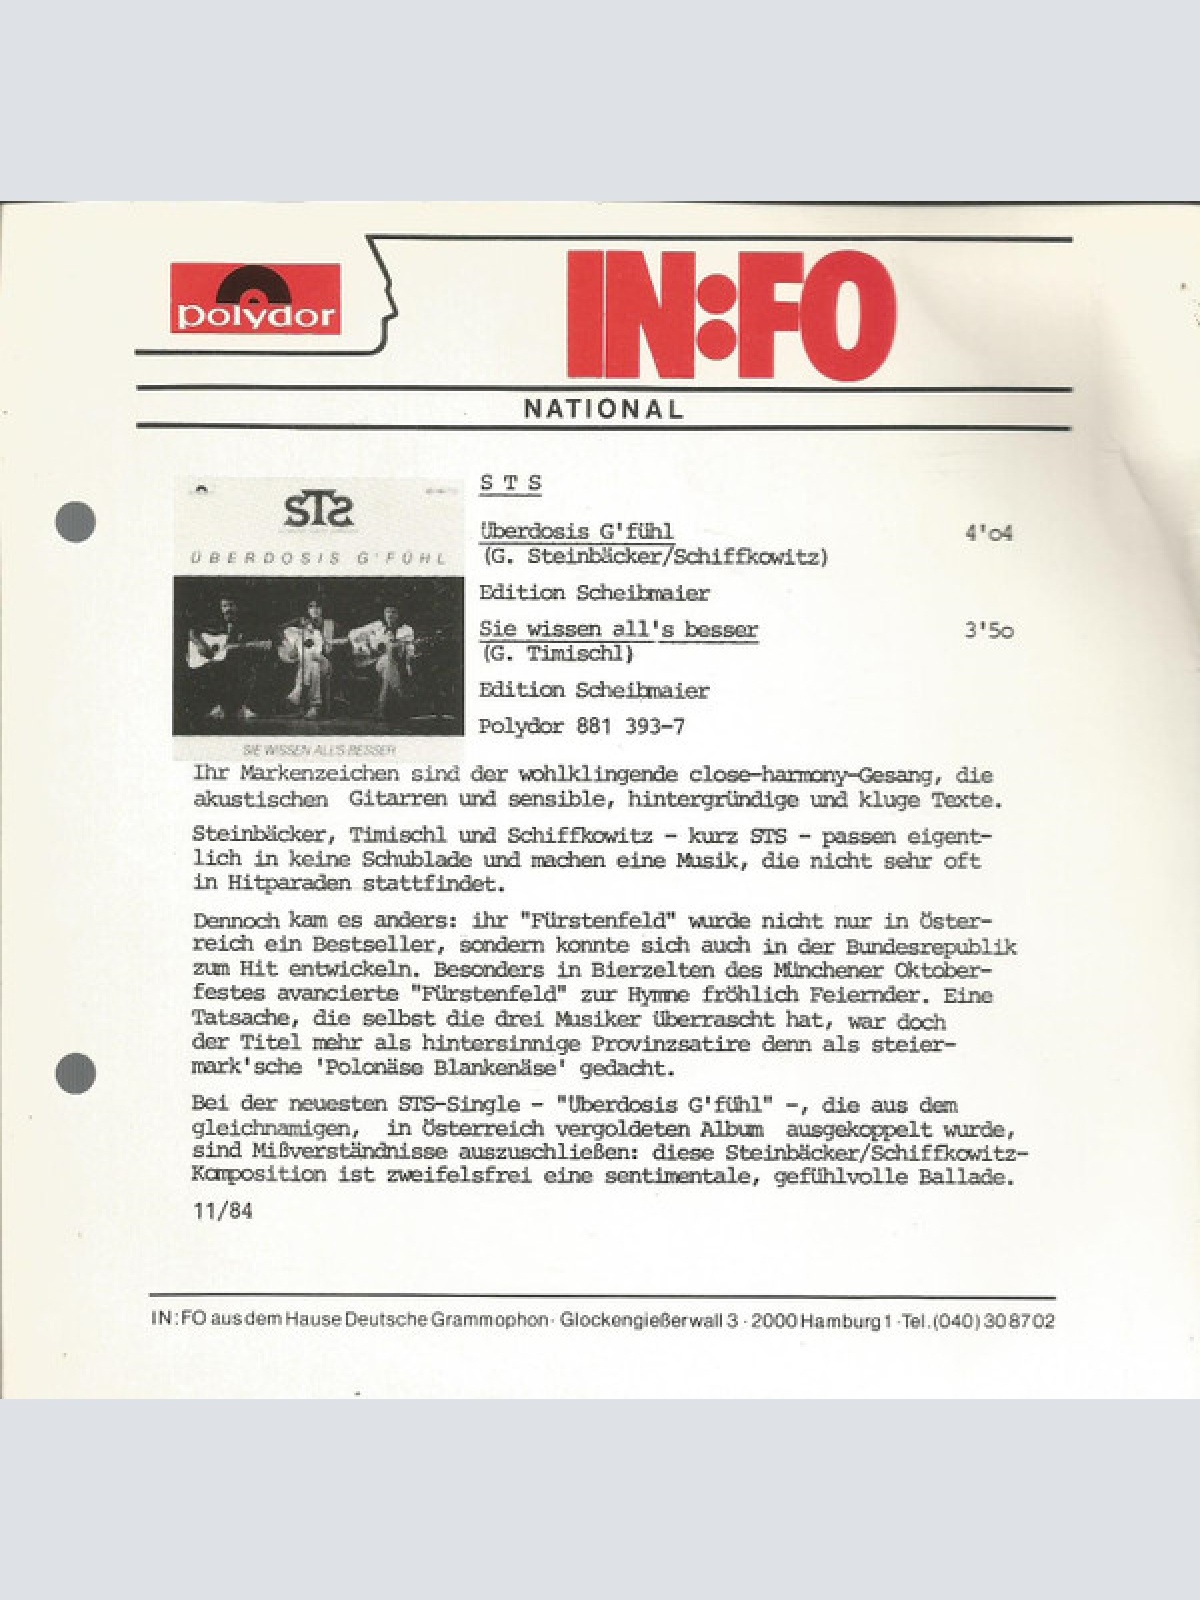 polydor
IN:FO
NATIONAL
STS
ÜBERDOSIS G'FÜHL
SIE WISSEN ALL'S BESSER
S T S
Überdosis G'fühl 4'o4
(G. Steinbäcker/Schiffkowitz)
Edition Scheibmaier
Sie wissen all's besser 3'5o
(G. Timischl)
Edition Scheibmaier
Polydor 881 393-7
Ihr Markenzeichen sind der wohlklingende close-harmony-Gesang, die
akustischen Gitarren und sensible, hintergründige und kluge Texte.
Steinbäcker, Timischl und Schiffkowitz - kurz STS - passen eigent-
lich in keine Schublade und machen eine Musik, die nicht sehr oft
in Hitparaden stattfindet.
Dennoch kam es anders: ihr "Fürstenfeld" wurde nicht nur in Öster-
reich ein Bestseller, sondern konnte sich auch in der Bundesrepublik
zum Hit entwickeln. Besonders in Bierzelten des Münchener Oktober-
festes avancierte "Fürstenfeld" zur Hymne fröhlich Feiernder. Eine
Tatsache, die selbst die drei Musiker überrascht hat, war doch
der Titel mehr als hintersinnige Provinzsatire denn als steier-
mark'sche 'Polonäse Blankenäse' gedacht.
Bei der neuesten STS-Single - "Überdosis G'fühl" -, die aus dem
gleichnamigen, in Österreich vergoldeten Album ausgekoppelt wurde,
sind Mißverständnisse auszuschließen: diese Steinbäcker/Schiffkowitz-
Komposition ist zweifelsfrei eine sentimentale, gefühlvolle Ballade.
11/84
IN:FO aus dem Hause Deutsche Grammophon · Glockengießerwall 3 · 2000 Hamburg 1 · Tel. (040) 30 87 02